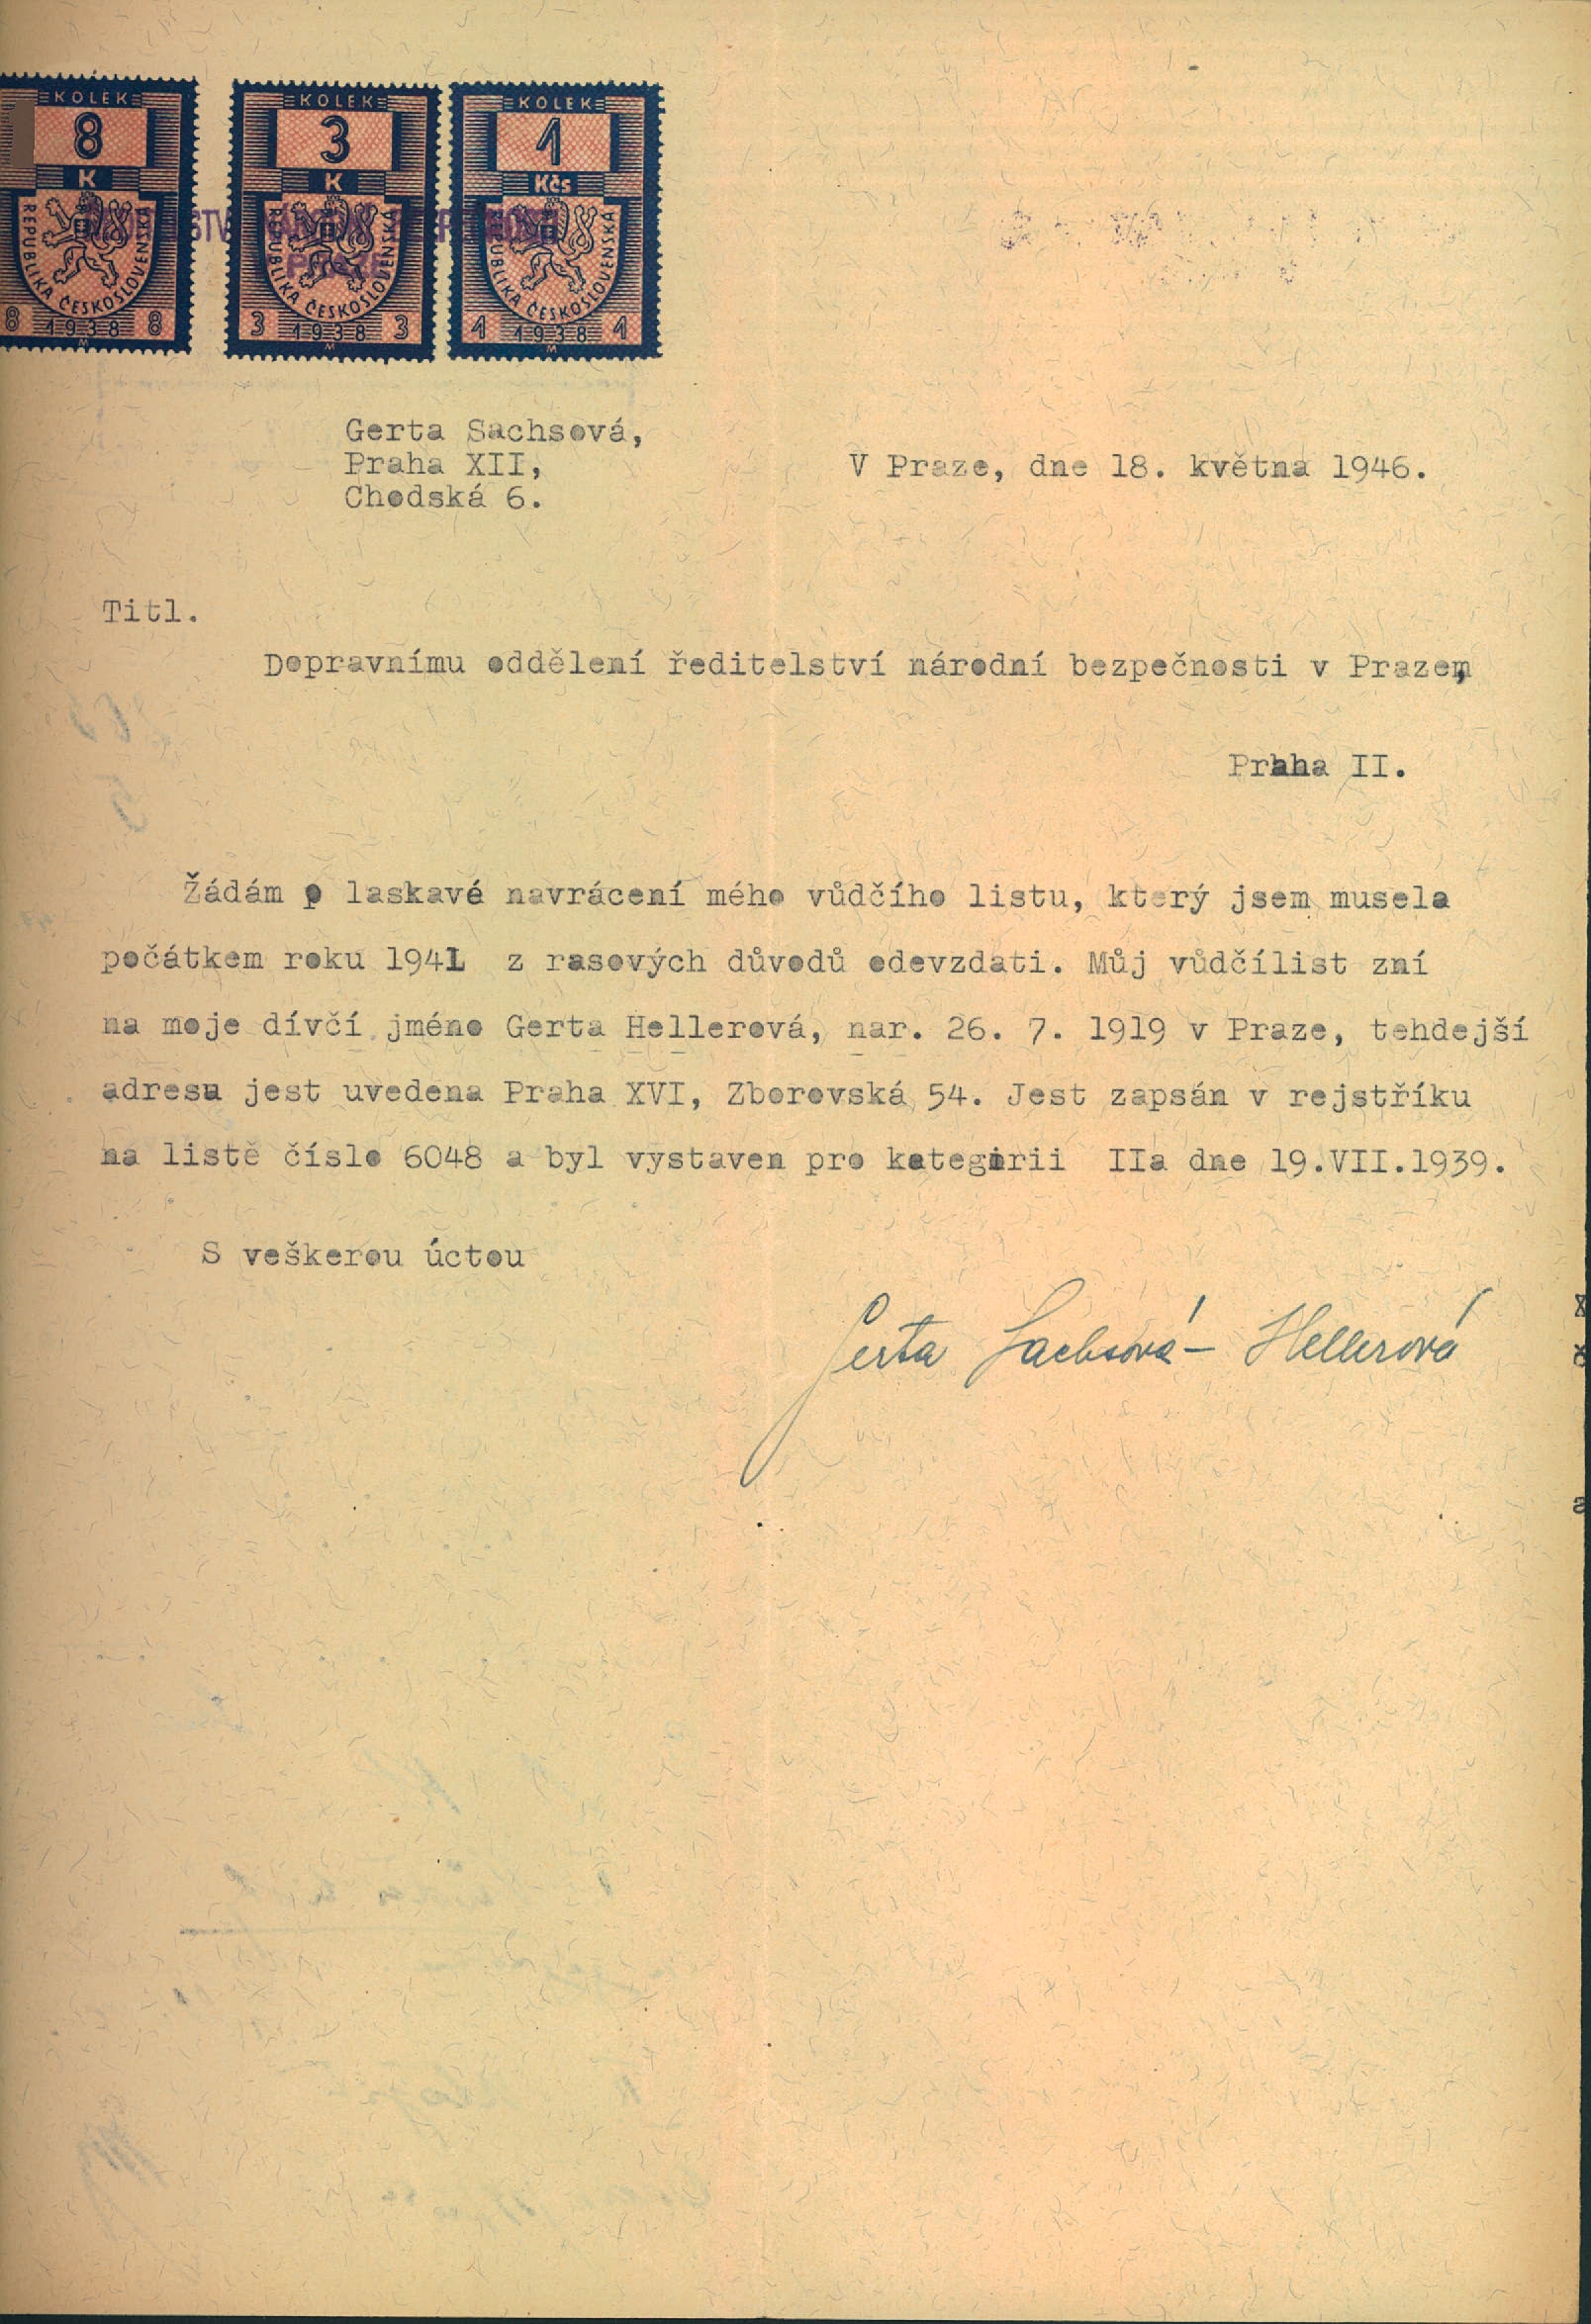 KOLEK KOLEK KOLEK
8 3 1
K K Kčs
REPUBLIKA ČESKOSLOVENSKÁ REPUBLIKA ČESKOSLOVENSKÁ REPUBLIKA ČESKOSLOVENSKÁ
8 1938 8 3 1938 3 1 1938 1
Gerta Sachsová,
Praha XII,
Chodská 6.
V Praze, dne 18. května 1946.
Titl.
Dopravnímu oddělení ředitelství národní bezpečnosti v Praze,
Praha II.
Žádám o laskavé navrácení mého vůdčího listu, který jsem musela
počátkem roku 1941 z rasových důvodů odevzdati. Můj vůdčílist zní
na moje dívčí jméno Gerta Hellerová, nar. 26. 7. 1919 v Praze, tehdejší
adresa jest uvedena Praha XVI, Zborovská 54. Jest zapsán v rejstříku
na listě číslo 6048 a byl vystaven pro kategorii IIa dne 19.VII.1939.
S veškerou úctou
Gerta Sachsová - Hellerová